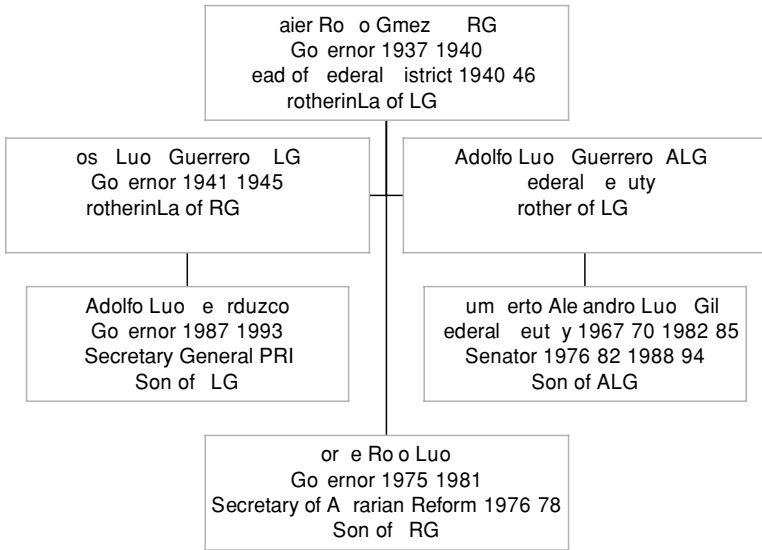 aier Ro o Gmez RG
Go ernor 1937 1940
ead of ederal istrict 1940 46
rotherinLa of LG
os Luo Guerrero LG
Go ernor 1941 1945
rotherinLa of RG
Adolfo Luo Guerrero ALG
ederal e uty
rother of LG
Adolfo Luo e rduzco
Go ernor 1987 1993
Secretary General PRI
Son of LG
um erto Ale andro Luo Gil
ederal eut y 1967 70 1982 85
Senator 1976 82 1988 94
Son of ALG
or e Ro o Luo
Go ernor 1975 1981
Secretary of A rarian Reform 1976 78
Son of RG